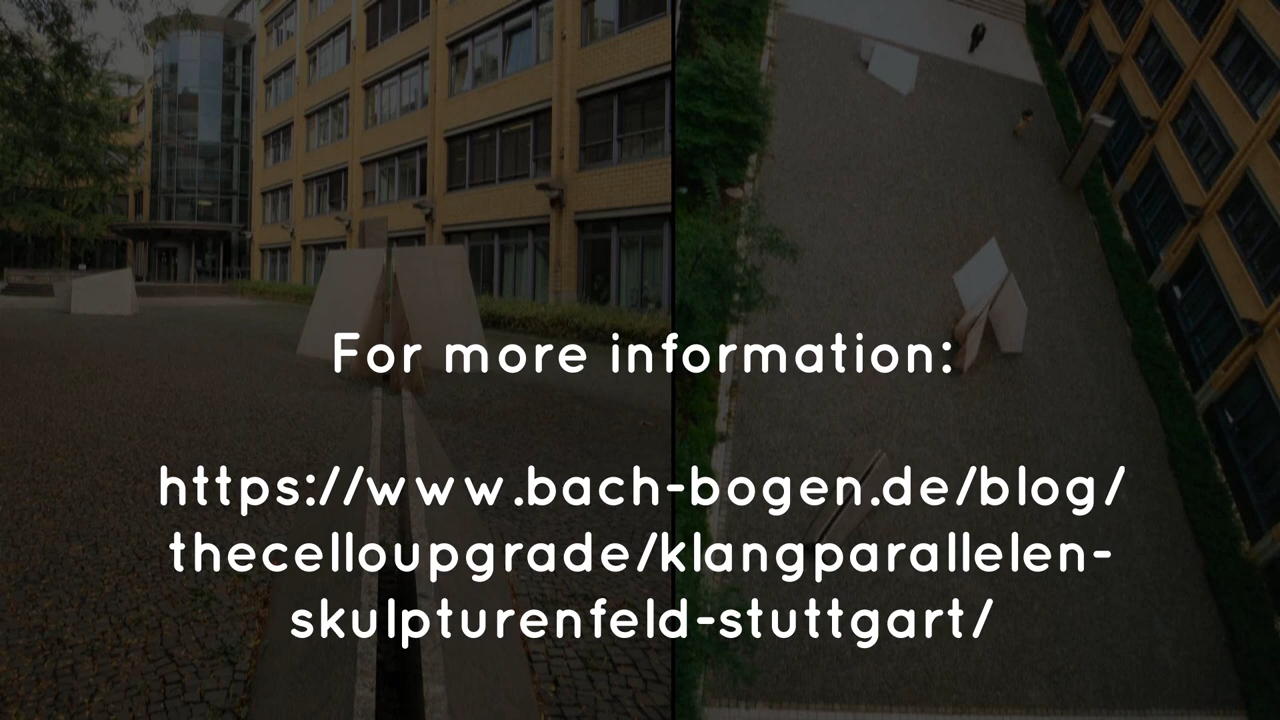 For more information:
https://www.bach-bogen.de/blog/
thecelloupgrade/klangparallelen-
skulpturenfeld-stuttgart/